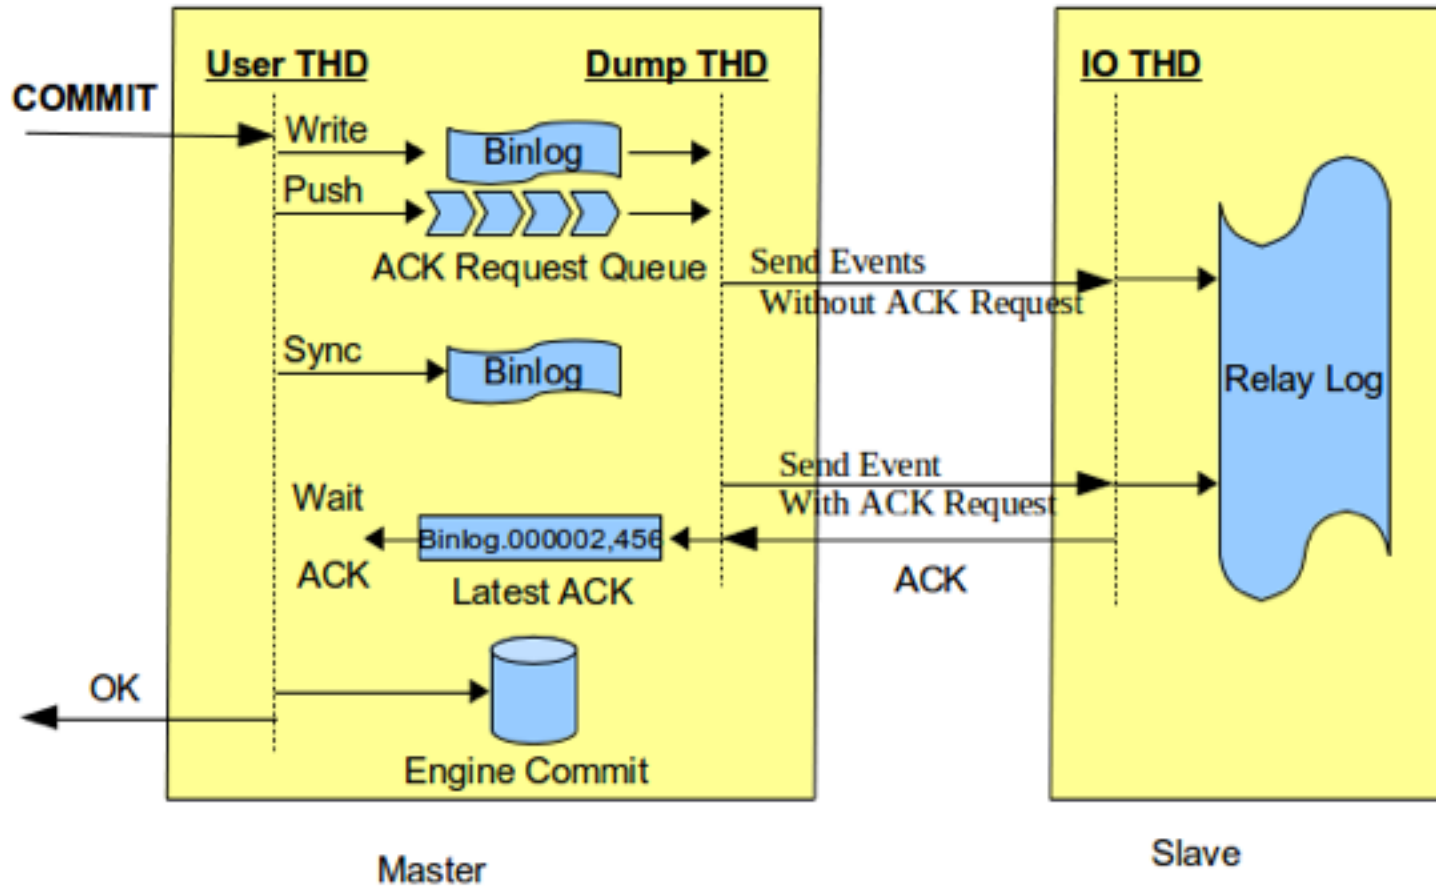 User THD
Dump THD
IO THD
COMMIT
Write
Binlog
Push
ACK Request Queue
Send Events
Without ACK Request
Sync
Binlog
Relay Log
Send Event
With ACK Request
Wait
ACK
Binlog.000002,456
Latest ACK
ACK
OK
Engine Commit
Master
Slave